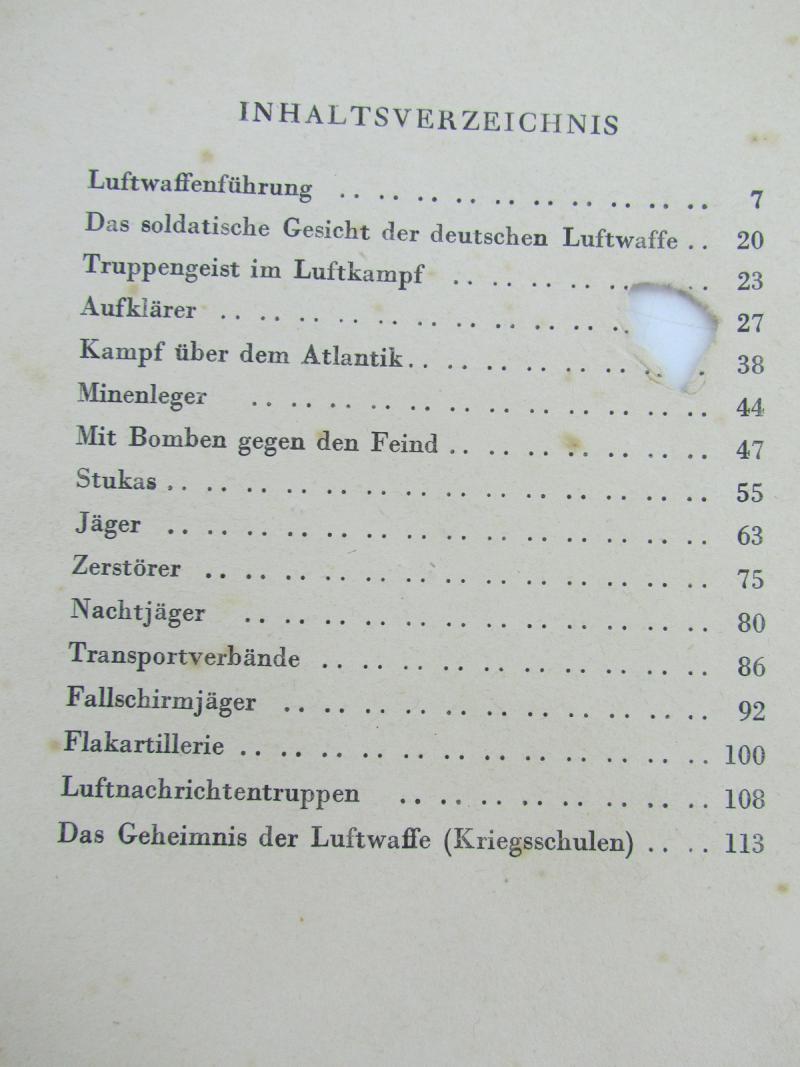 INHALTSVERZEICHNIS
Luftwaffenführung .. .. .. .. .. .. .. .. .. .. 7
Das soldatische Gesicht der deutschen Luftwaffe .. 20
Truppengeist im Luftkampf .. .. .. .. .. .. .. 23
Aufklärer .. .. .. .. .. .. .. .. .. .. .. 27
Kampf über dem Atlantik .. .. .. .. .. .. .. . 38
Minenleger .. .. .. .. .. .. .. .. .. .. .. .. 44
Mit Bomben gegen den Feind .. .. .. .. .. .. .. 47
Stukas .. .. .. .. .. .. .. .. .. .. .. .. .. .. 55
Jäger .. .. .. .. .. .. .. .. .. .. .. .. .. .. 63
Zerstörer .. .. .. .. .. .. .. .. .. .. .. .. .. 75
Nachtjäger .. .. .. .. .. .. .. .. .. .. .. .. 80
Transportverbände .. .. .. .. .. .. .. .. .. .. 86
Fallschirmjäger .. .. .. .. .. .. .. .. .. .. .. 92
Flakartillerie .. .. .. .. .. .. .. .. .. .. .. .. 100
Luftnachrichtentruppen .. .. .. .. .. .. .. .. 108
Das Geheimnis der Luftwaffe (Kriegsschulen) .. .. 113